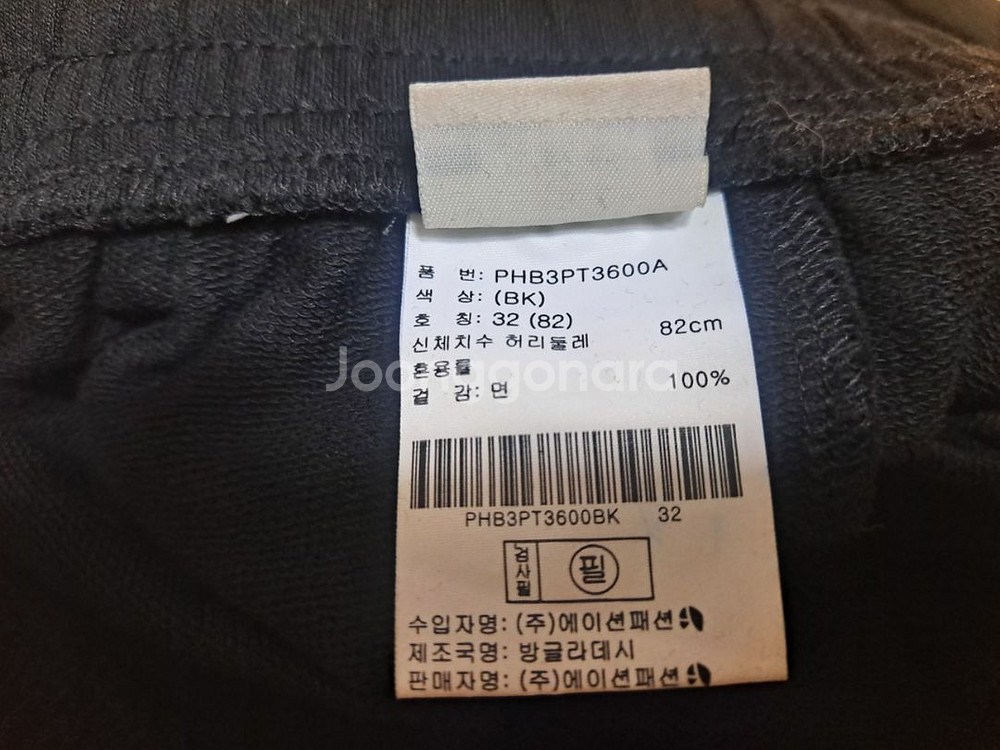 품 번: PHB3PT3600A
색 상: (BK)
호 칭: 32 (82)
신체치수 허리둘레 82cm
혼용률
겉 감: 면 100%
Joonggonara
PHB3PT3600BK 32
검사필 필
수입자명: (주)에이션패션
제조국명: 방글라데시
판매자명: (주)에이션패션